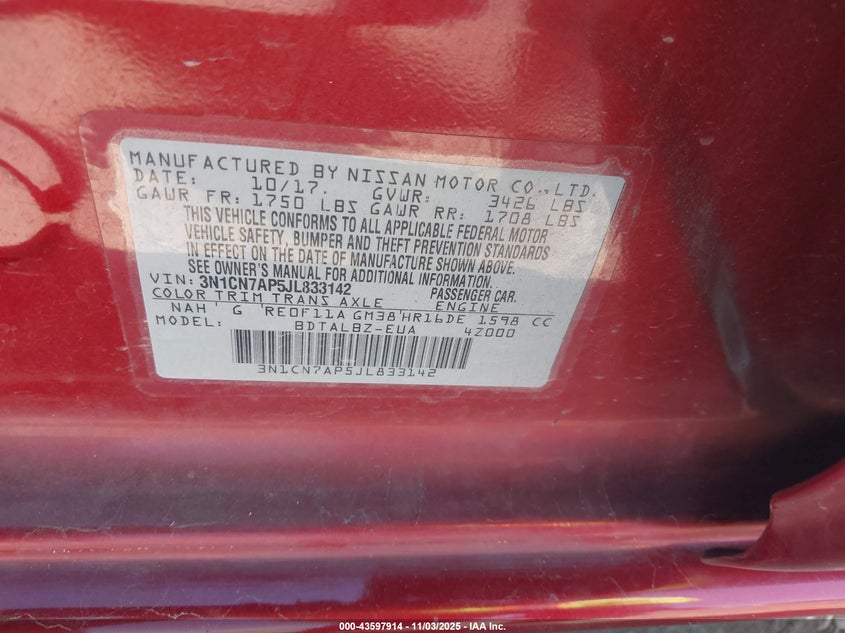 MANUFACTURED BY NISSAN MOTOR CO.,LTD.
DATE: 10/17. GVWR: 3426 LBS
GAWR FR: 1750 LBS GAWR RR: 1708 LBS
THIS VEHICLE CONFORMS TO ALL APPLICABLE FEDERAL MOTOR
VEHICLE SAFETY, BUMPER AND THEFT PREVENTION STANDARDS
IN EFFECT ON THE DATE OF MANUFACTURE SHOWN ABOVE.
SEE OWNER'S MANUAL FOR ADDITIONAL INFORMATION.
VIN: 3N1CN7AP5JL833142 PASSENGER CAR.
COLOR TRIM TRANS AXLE ENGINE
NAH G RE0F11A GM38 HR16DE 1598 CC
MODEL: BDTALBZ-EUA 4Z000
3N1CN7AP5JL833142
000-43597914 - 11/03/2025 - IAA Inc.